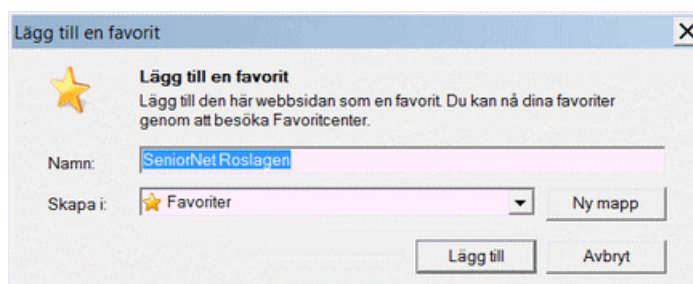 Lägg till en favorit
Lägg till en favorit
Lägg till den här webbsidan som en favorit. Du kan nå dina favoriter
genom att besöka Favoritcenter.
Namn: SeniorNet Roslagen
Skapa i: Favoriter Ny mapp
Lägg till Avbryt